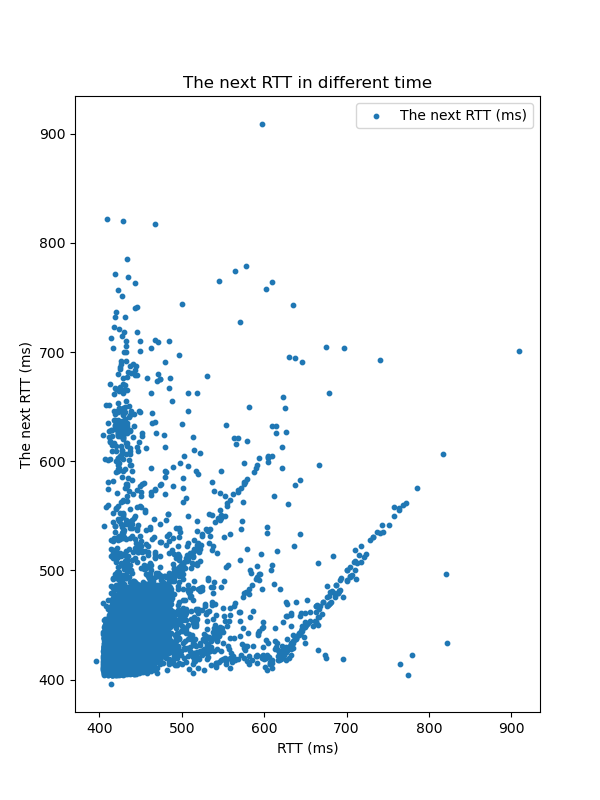 The next RTT in different time
The next RTT (ms)
900
800
700
600
500
400
The next RTT (ms)
400 500 600 700 800 900
RTT (ms)